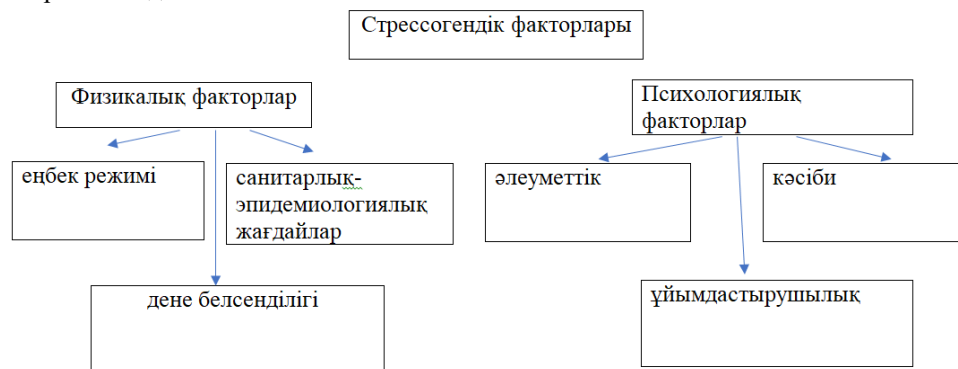 Стрессогендік факторлары
Физикалық факторлар
Психологиялық
факторлар
еңбек режимі
санитарлық-
эпидемиологиялық
жағдайлар
әлеуметтік
кәсіби
дене белсенділігі
ұйымдастырушылық